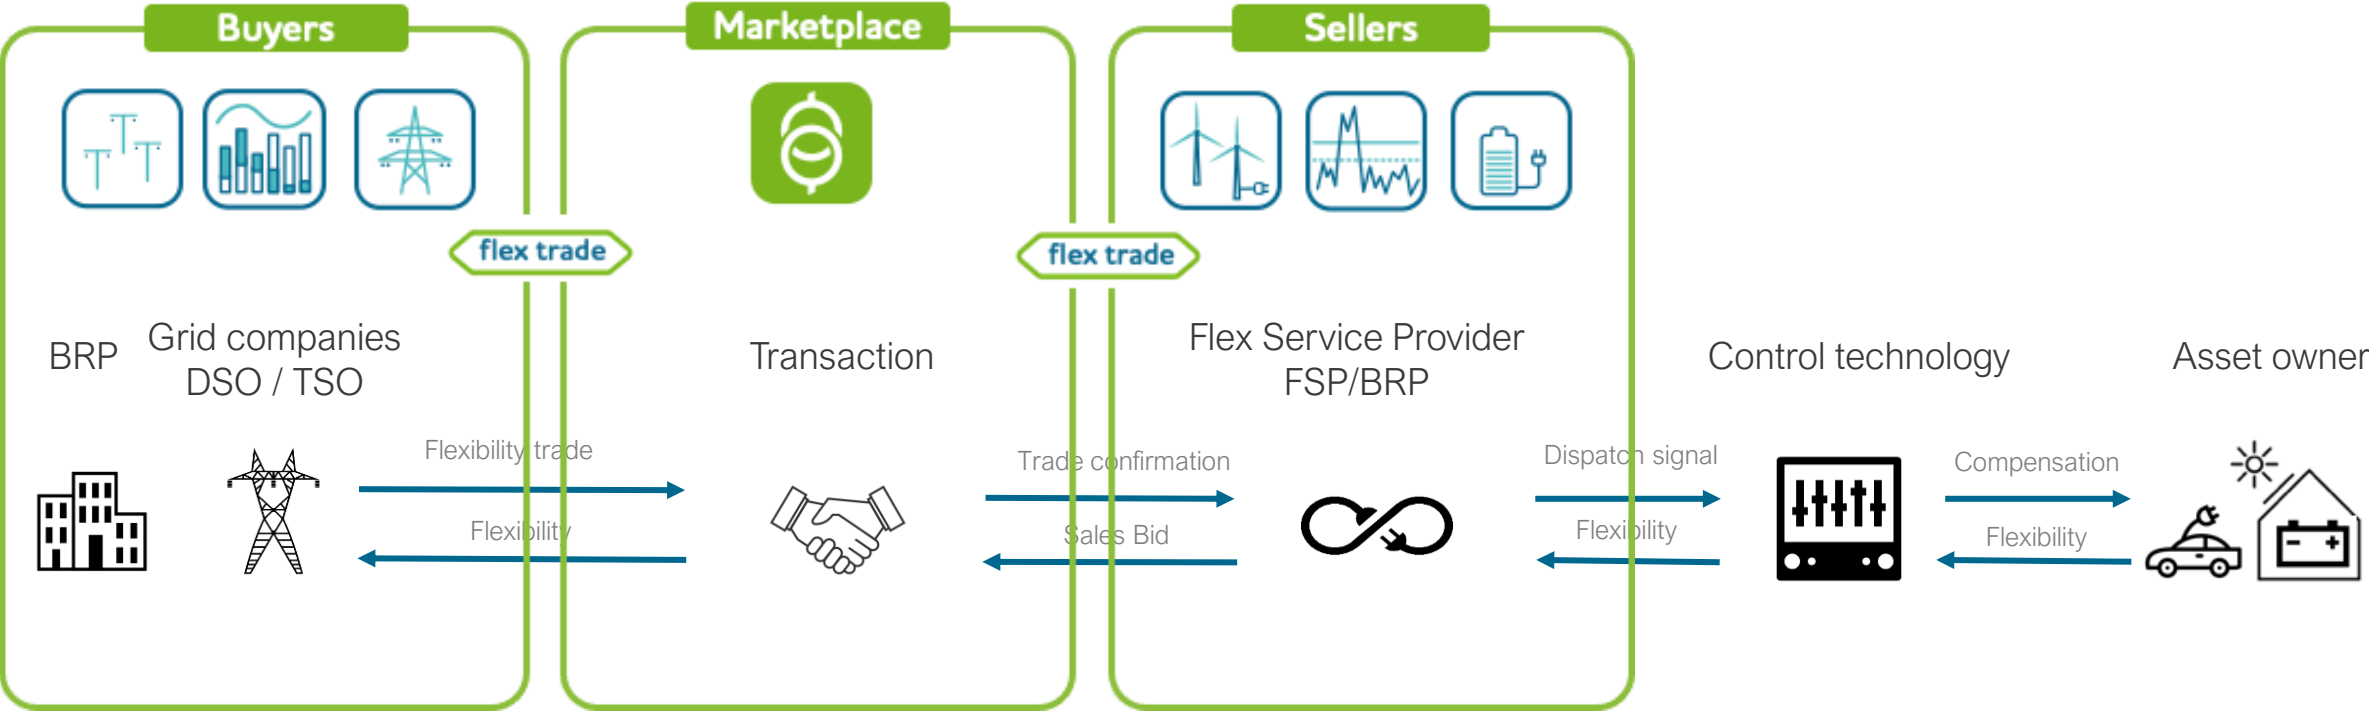 Buyers
Marketplace
Sellers
flex trade
flex trade
BRP
Grid companies
DSO / TSO
Transaction
Flex Service Provider
FSP/BRP
Control technology
Asset owner
Flexibility trade
Flexibility
Trade confirmation
Sales Bid
Dispatch signal
Flexibility
Compensation
Flexibility